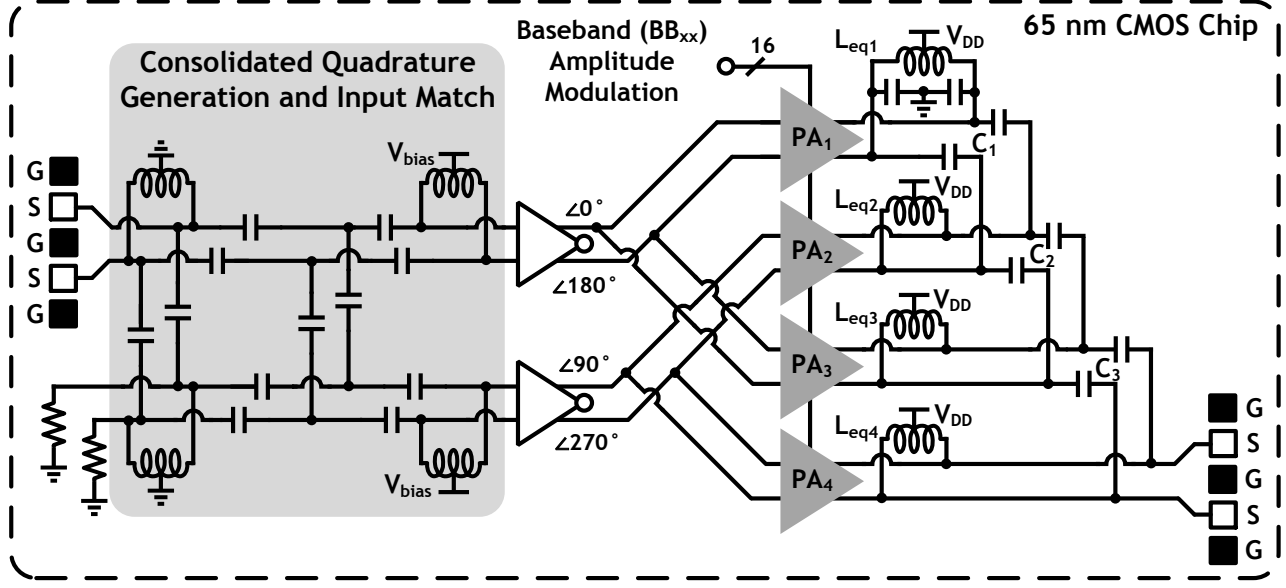 65 nm CMOS Chip
Baseband (BBxx)
Amplitude
Modulation
16
Consolidated Quadrature
Generation and Input Match
G
S
G
S
G
Vbias
Vbias
∠0°
∠180°
∠90°
∠270°
PA1
PA2
PA3
PA4
Leq1
VDD
C1
Leq2
VDD
C2
Leq3
VDD
C3
Leq4
VDD
G
S
G
S
G